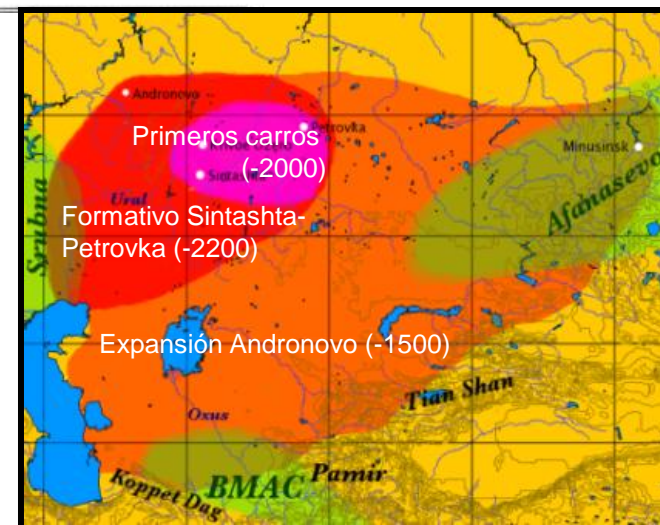 Andronovo
Primeros carros
Petrovka
(-2000)
Minusinsk
Ural
Afanasevo
Formativo Sintashta-
Petrovka (-2200)
Srubna
Expansión Andronovo (-1500)
Tian Shan
Oxus
Pamir
BMAC
Koppet Dag